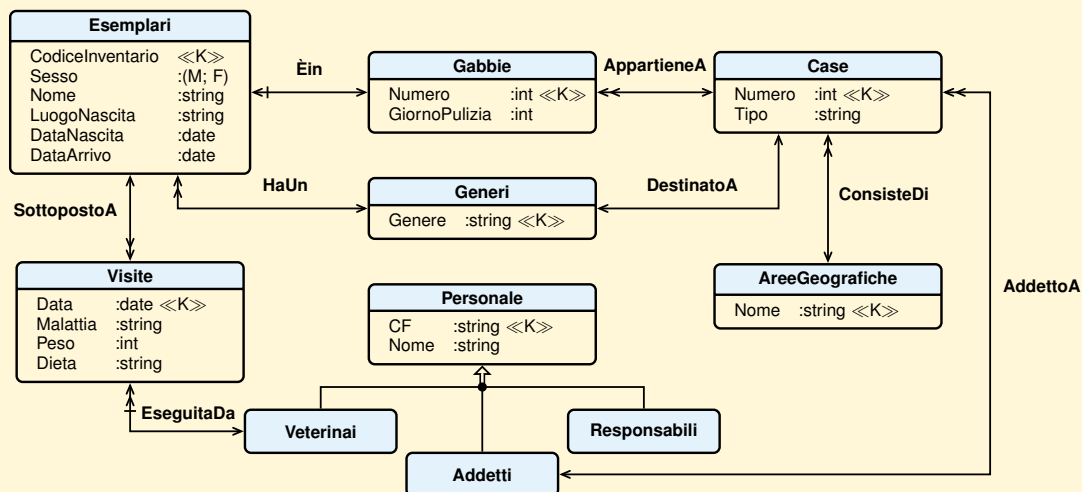 Esemplari
CodiceInventario ≪K≫
Sesso :(M; F)
Nome :string
LuogoNascita :string
DataNascita :date
DataArrivo :date
Èin
Gabbie
Numero :int ≪K≫
GiornoPulizia :int
AppartieneA
Case
Numero :int ≪K≫
Tipo :string
HaUn
Generi
Genere :string ≪K≫
DestinatoA
ConsisteDi
SottopostoA
Visite
Data :date ≪K≫
Malattia :string
Peso :int
Dieta :string
Personale
CF :string ≪K≫
Nome :string
AreeGeografiche
Nome :string ≪K≫
AddettoA
EseguitaDa
Veterinai
Responsabili
Addetti